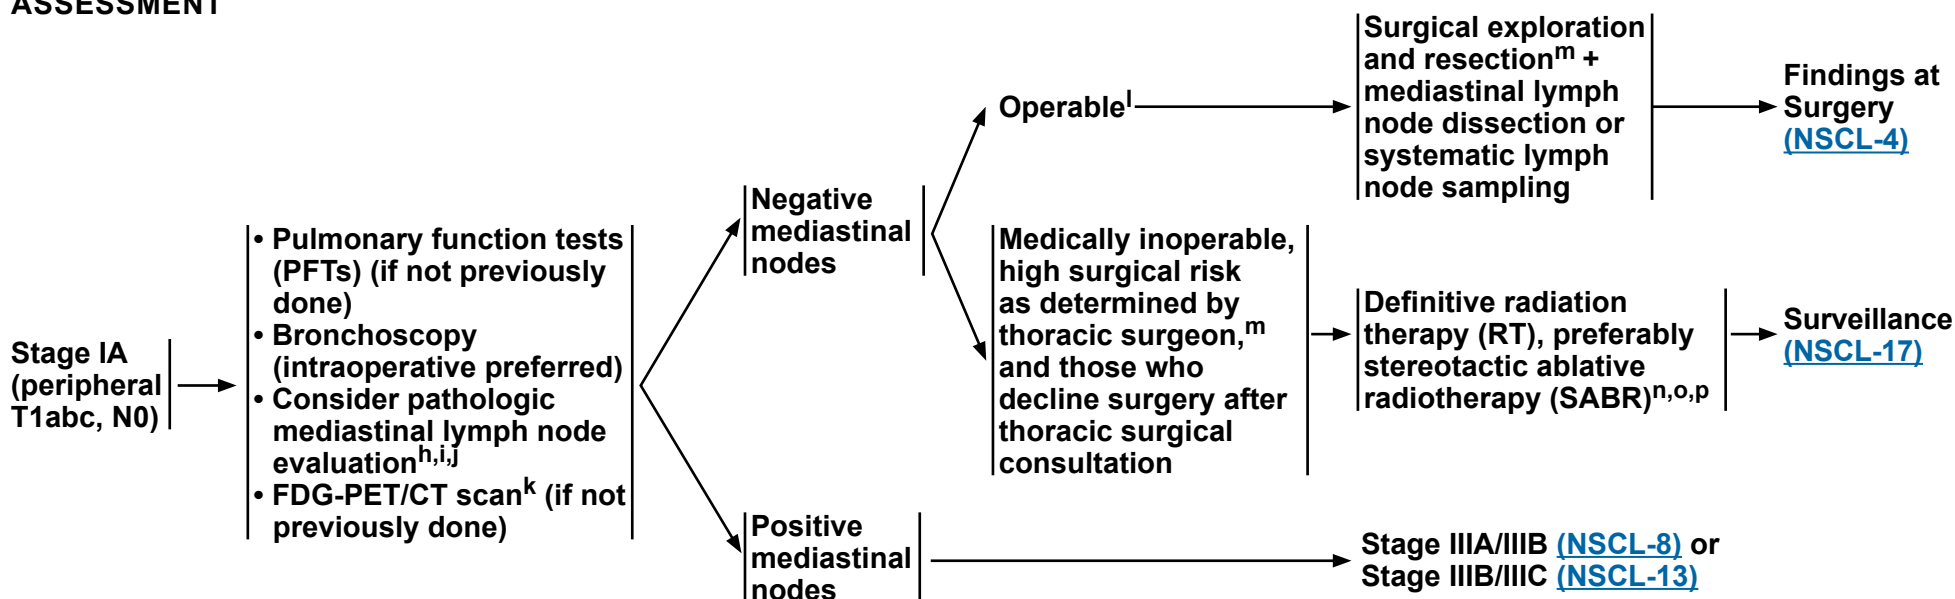 ASSESSMENT
Stage IA
(peripheral
T1abc, N0)
• Pulmonary function tests
(PFTs) (if not previously
done)
• Bronchoscopy
(intraoperative preferred)
• Consider pathologic
mediastinal lymph node
evaluationh,i,j
• FDG-PET/CT scank (if not
previously done)
Negative
mediastinal
nodes
Operablel
Surgical exploration
and resectionm +
mediastinal lymph
node dissection or
systematic lymph
node sampling
Findings at
Surgery
(NSCL-4)
Medically inoperable,
high surgical risk
as determined by
thoracic surgeon,m
and those who
decline surgery after
thoracic surgical
consultation
Definitive radiation
therapy (RT), preferably
stereotactic ablative
radiotherapy (SABR)n,o,p
Surveillance
(NSCL-17)
Positive
mediastinal
nodes
Stage IIIA/IIIB (NSCL-8) or
Stage IIIB/IIIC (NSCL-13)